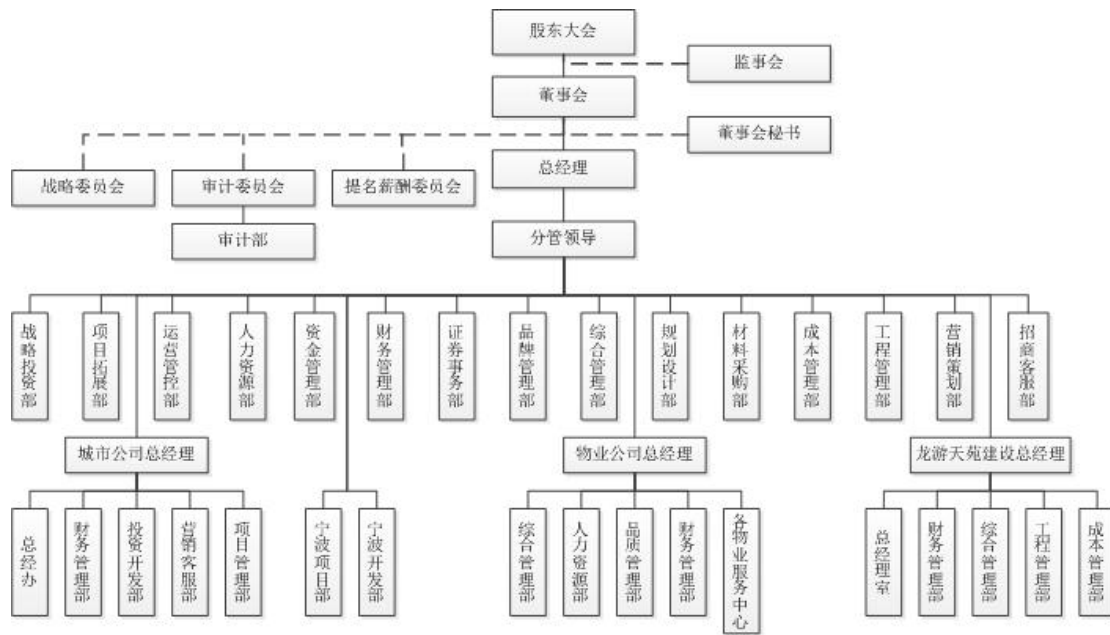 股东大会
监事会
董事会
董事会秘书
总经理
战略委员会
审计委员会
提名薪酬委员会
审计部
分管领导
战略投资部
项目拓展部
运营管控部
人力资源部
资金管理部
财务管理部
证券事务部
品牌管理部
综合管理部
规划设计部
材料采购部
成本管理部
工程管理部
营销策划部
招商客服部
城市公司总经理
物业公司总经理
龙游天苑建设总经理
总经办
财务管理部
投资开发部
营销客服部
项目管理部
宁波项目部
宁波开发部
综合管理部
人力资源部
品质管理部
财务管理部
各物业服务中心
总经理室
财务管理部
综合管理部
工程管理部
成本管理部